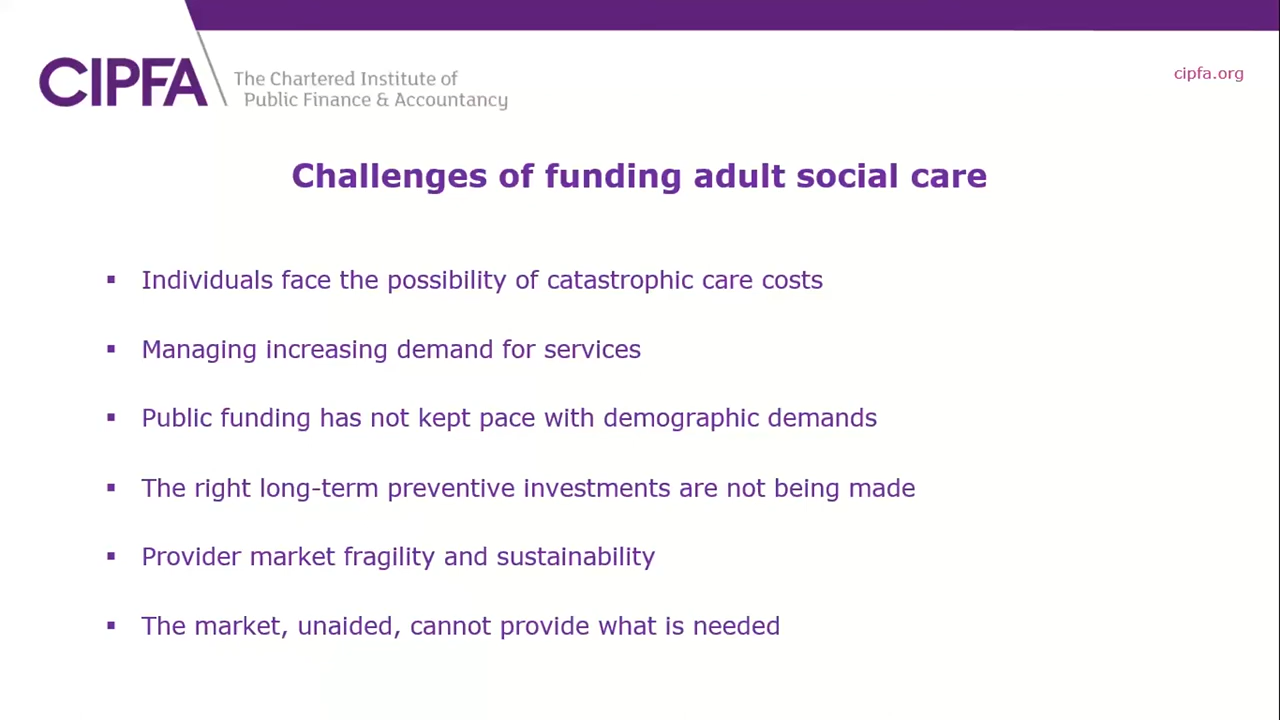 CIPFA
The Chartered Institute of
Public Finance & Accountancy
cipfa.org
Challenges of funding adult social care
▪ Individuals face the possibility of catastrophic care costs
▪ Managing increasing demand for services
▪ Public funding has not kept pace with demographic demands
▪ The right long-term preventive investments are not being made
▪ Provider market fragility and sustainability
▪ The market, unaided, cannot provide what is needed